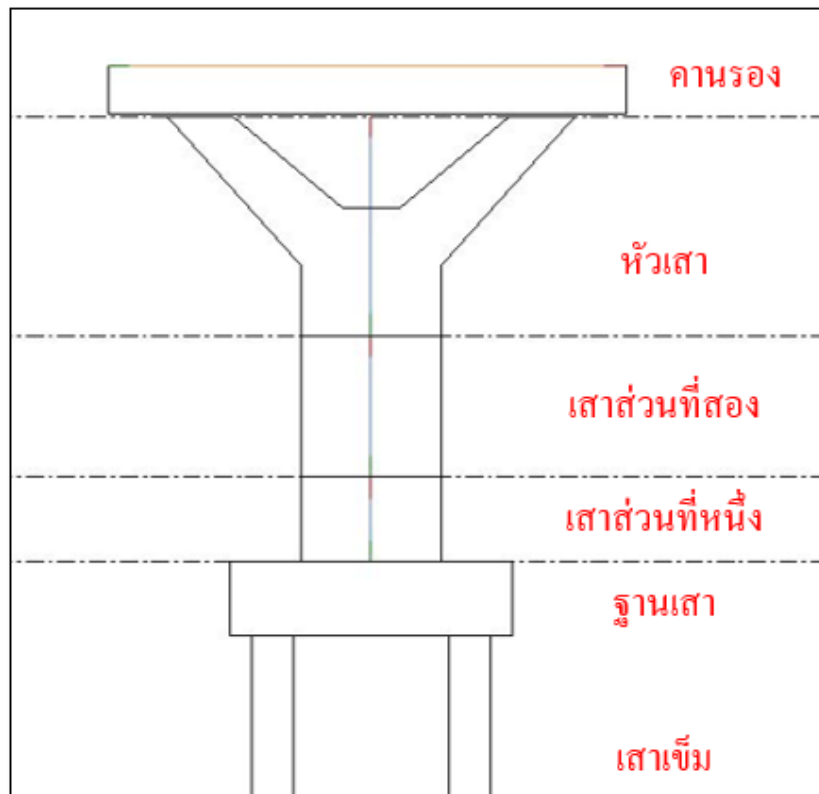 คานรอง
หัวเสา
เสาส่วนที่สอง
เสาส่วนที่หนึ่ง
ฐานเสา
เสาเข็ม